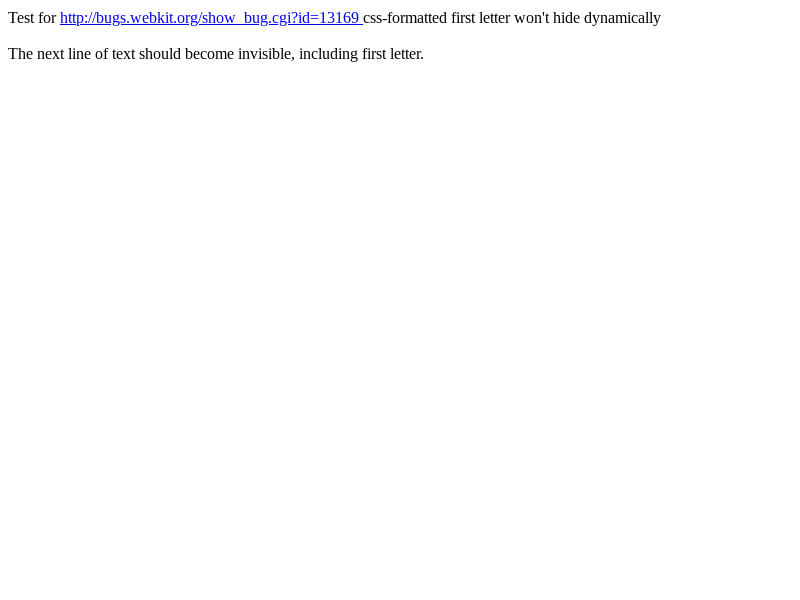 Test for http://bugs.webkit.org/show_bug.cgi?id=13169 css-formatted first letter won't hide dynamically
The next line of text should become invisible, including first letter.